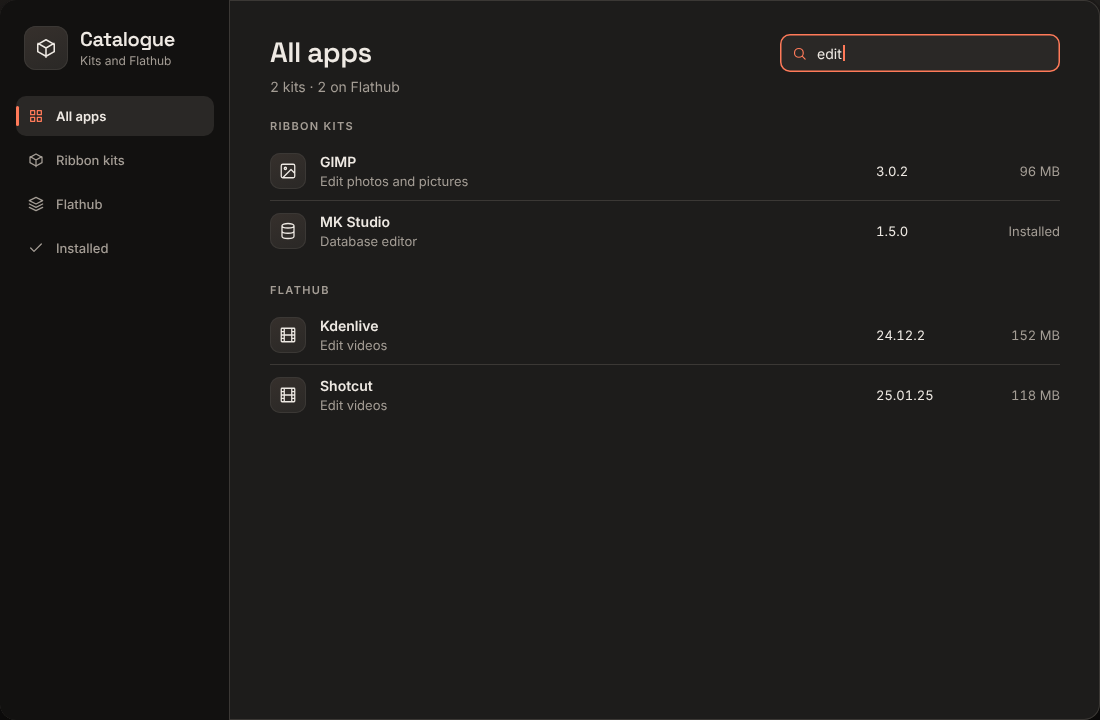 Catalogue
Kits and Flathub
All apps
Ribbon kits
Flathub
Installed
All apps
edit
2 kits · 2 on Flathub
RIBBON KITS
GIMP
Edit photos and pictures
3.0.2
96 MB
MK Studio
Database editor
1.5.0
Installed
FLATHUB
Kdenlive
Edit videos
24.12.2
152 MB
Shotcut
Edit videos
25.01.25
118 MB